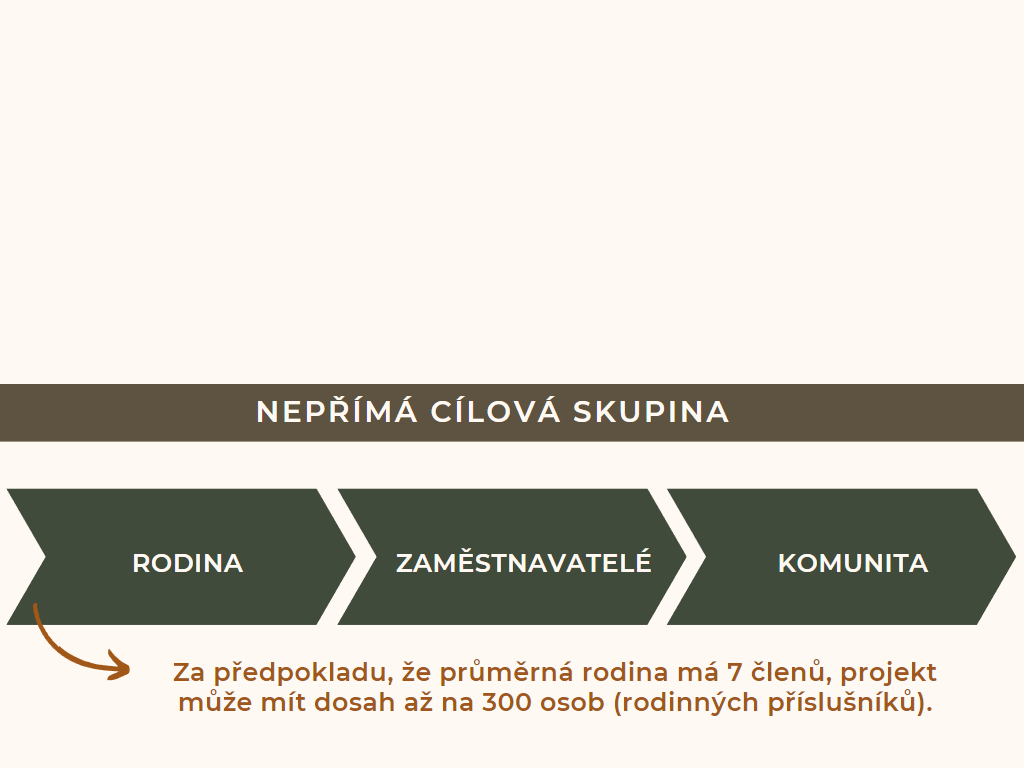 NEPŘÍMÁ CÍLOVÁ SKUPINA
RODINA
ZAMĚSTNAVATELÉ
KOMUNITA
Za předpokladu, že průměrná rodina má 7 členů, projekt
může mít dosah až na 300 osob (rodinných příslušníků).